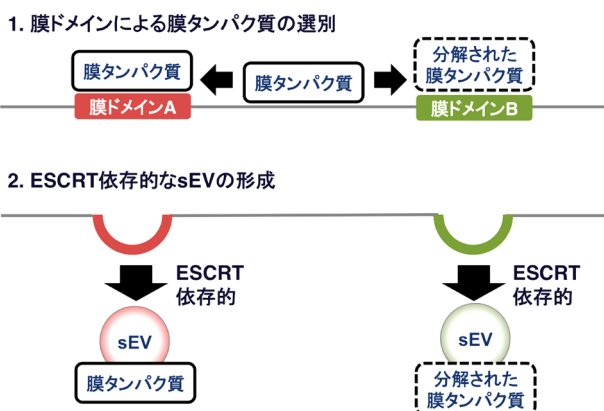 1. 膜ドメインによる膜タンパク質の選別
膜タンパク質
膜タンパク質
分解された
膜タンパク質
膜ドメインA
膜ドメインB
2. ESCRT依存的なsEVの形成
ESCRT
依存的
ESCRT
依存的
sEV
sEV
膜タンパク質
分解された
膜タンパク質